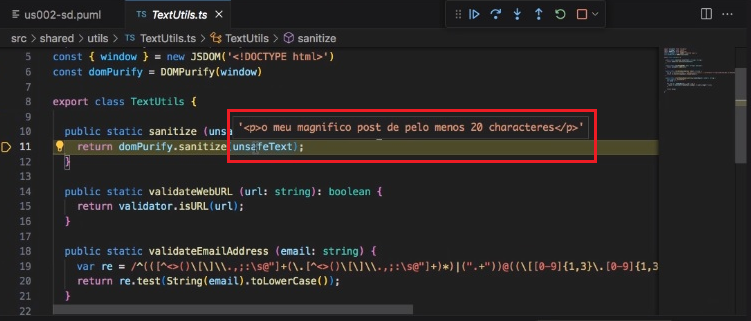 us002-sd.puml
TS TextUtils.ts
src > shared > utils > TS TextUtils.ts > TextUtils > sanitize
5 const { window } = new JSDOM('<!DOCTYPE html>')
6 const domPurify = DOMPurify(window)
7
8 export class TextUtils {
9
'<p>o meu magnifico post de pelo menos 20 characteres</p>'
10 public static sanitize (unsa
11 return domPurify.sanitize(unsafeText);
12 }
13
14 public static validateWebURL (url: string): boolean {
15 return validator.isURL(url);
16 }
17
18 public static validateEmailAddress (email: string) {
19 var re = /^(([^<>()\[\]\\.,;:\s@"]+(\.[^<>()\[\]\\.,;:\s@"]+)*)|(".+"))@((\[[0-9]{1,3}\.[0-9]{1,3
20 return re.test(String(email).toLowerCase());
21 }
22